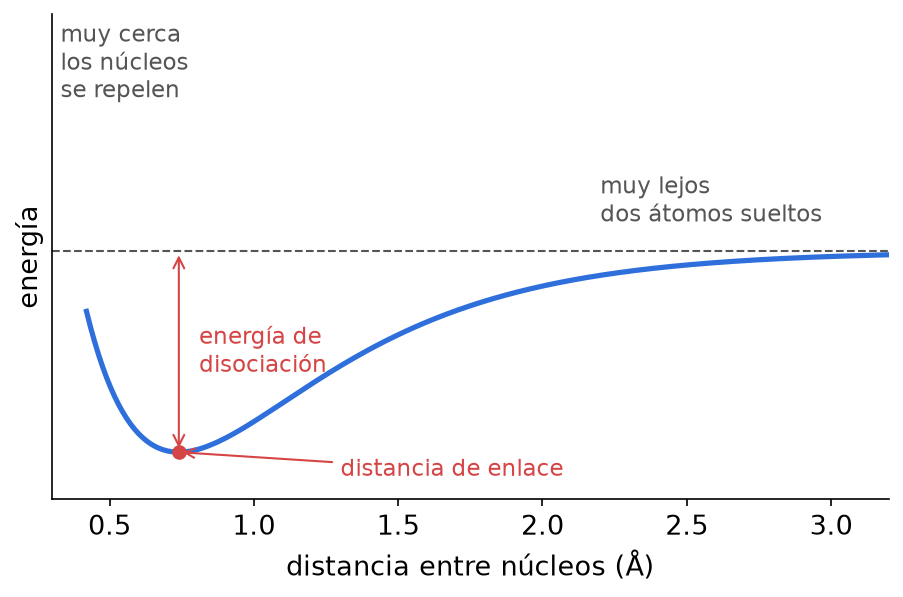 muy cerca
los núcleos
se repelen
muy lejos
dos átomos sueltos
energía
energía de
disociación
distancia de enlace
0.5 1.0 1.5 2.0 2.5 3.0
distancia entre núcleos (Å)